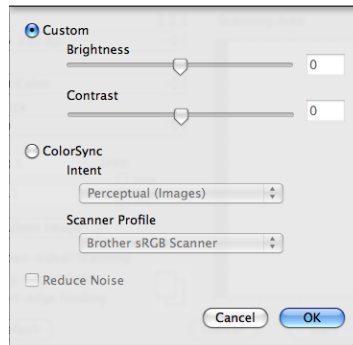 Custom
Brightness
0
Contrast
0
ColorSync
Intent
Perceptual (Images)
Scanner Profile
Brother sRGB Scanner
Reduce Noise
Cancel OK